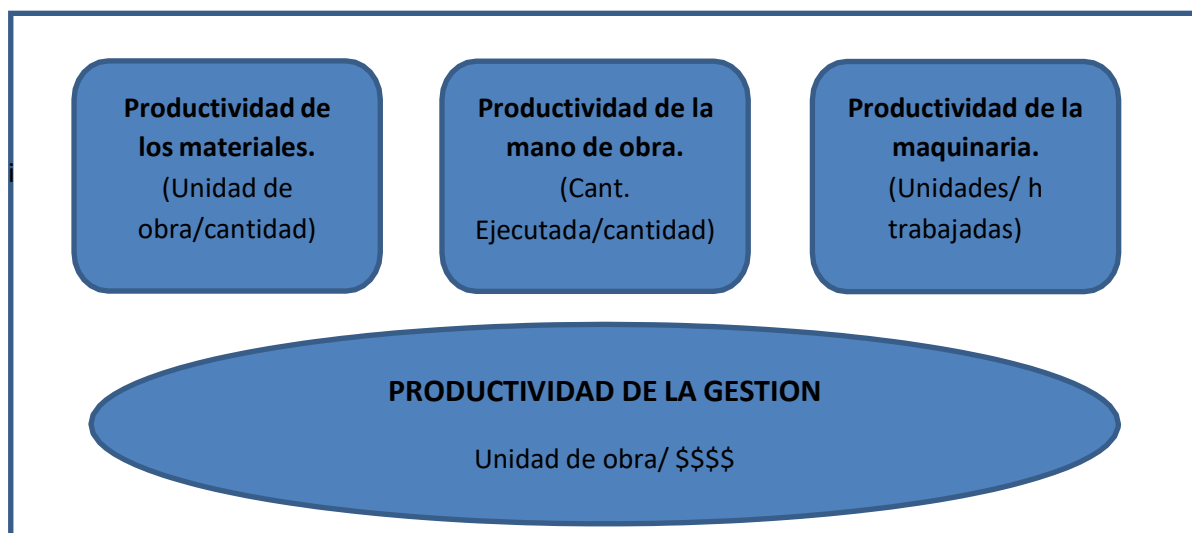 Productividad de
los materiales.
(Unidad de
obra/cantidad)
Productividad de la
mano de obra.
(Cant.
Ejecutada/cantidad)
Productividad de la
maquinaria.
(Unidades/ h
trabajadas)
i
PRODUCTIVIDAD DE LA GESTION
Unidad de obra/ $$$$